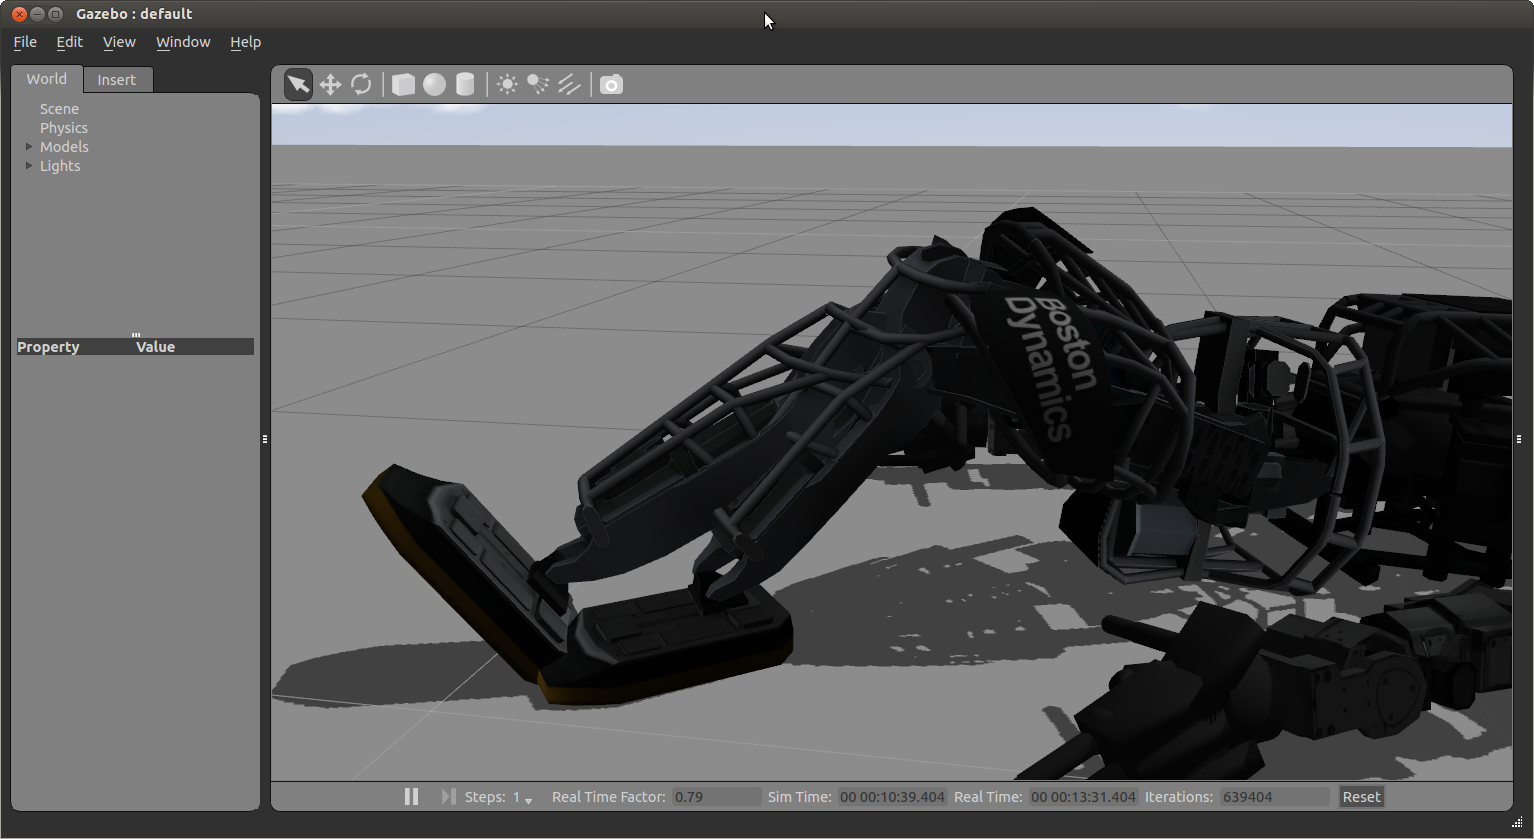 Gazebo : default
File Edit View Window Help
World Insert
Scene
Physics
Models
Lights
Property Value
Boston
Dynamics
Steps: 1 Real Time Factor: 0.79 Sim Time: 00 00:10:39.404 Real Time: 00 00:13:31.404 Iterations: 639404 Reset